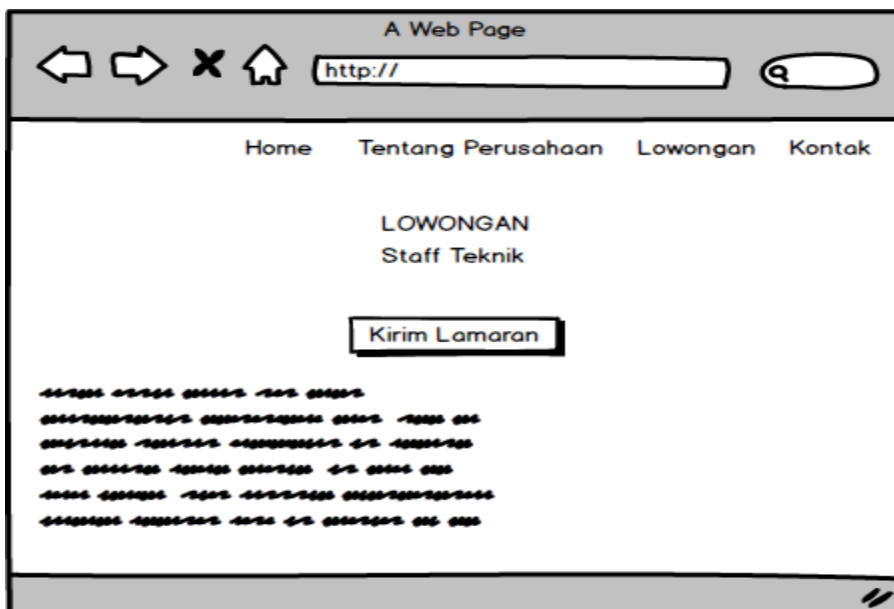 A Web Page
http://
Home Tentang Perusahaan Lowongan Kontak
LOWONGAN
Staff Teknik
Kirim Lamaran